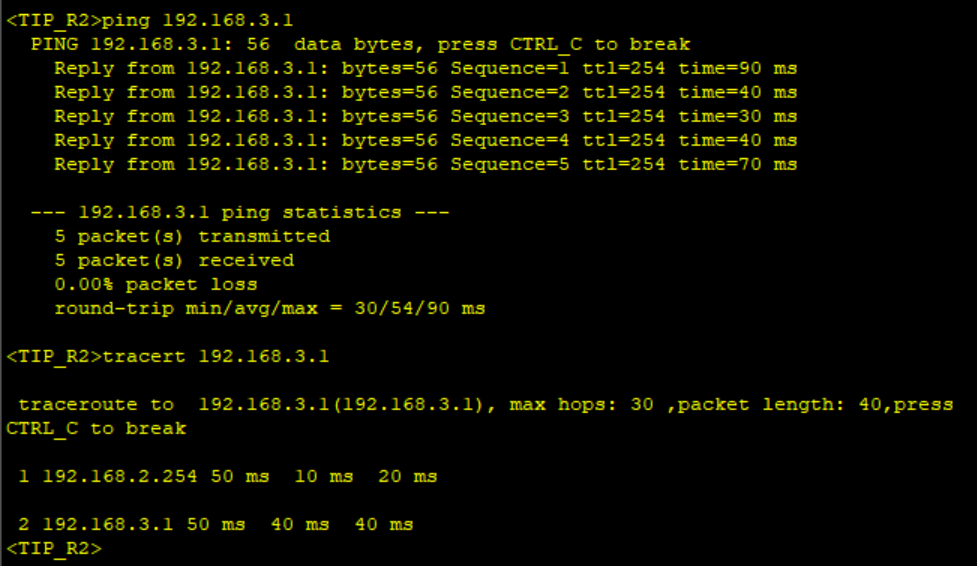 <TIP_R2>ping 192.168.3.1
PING 192.168.3.1: 56  data bytes, press CTRL_C to break
Reply from 192.168.3.1: bytes=56 Sequence=1 ttl=254 time=90 ms
Reply from 192.168.3.1: bytes=56 Sequence=2 ttl=254 time=40 ms
Reply from 192.168.3.1: bytes=56 Sequence=3 ttl=254 time=30 ms
Reply from 192.168.3.1: bytes=56 Sequence=4 ttl=254 time=40 ms
Reply from 192.168.3.1: bytes=56 Sequence=5 ttl=254 time=70 ms
--- 192.168.3.1 ping statistics ---
5 packet(s) transmitted
5 packet(s) received
0.00% packet loss
round-trip min/avg/max = 30/54/90 ms
<TIP_R2>tracert 192.168.3.1
traceroute to  192.168.3.1(192.168.3.1), max hops: 30 ,packet length: 40,press
CTRL_C to break
1 192.168.2.254 50 ms  10 ms  20 ms
2 192.168.3.1 50 ms  40 ms  40 ms
<TIP_R2>